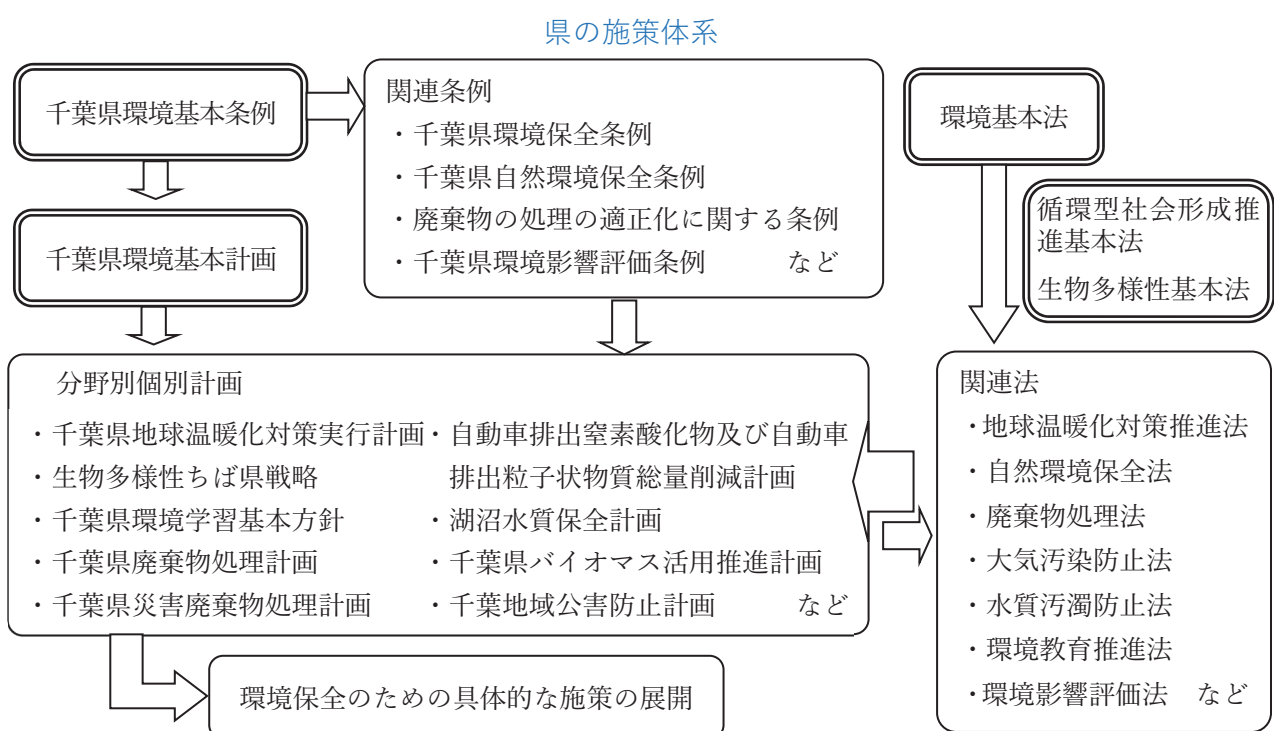 県の施策体系
千葉県環境基本条例
千葉県環境基本計画
関連条例
・千葉県環境保全条例
・千葉県自然環境保全条例
・廃棄物の処理の適正化に関する条例
・千葉県環境影響評価条例 など
環境基本法
循環型社会形成推
進基本法
生物多様性基本法
分野別個別計画
・千葉県地球温暖化対策実行計画
・生物多様性ちば県戦略
・千葉県環境学習基本方針
・千葉県廃棄物処理計画
・千葉県災害廃棄物処理計画
・自動車排出窒素酸化物及び自動車
排出粒子状物質総量削減計画
・湖沼水質保全計画
・千葉県バイオマス活用推進計画
・千葉地域公害防止計画 など
関連法
・地球温暖化対策推進法
・自然環境保全法
・廃棄物処理法
・大気汚染防止法
・水質汚濁防止法
・環境教育推進法
・環境影響評価法 など
環境保全のための具体的な施策の展開